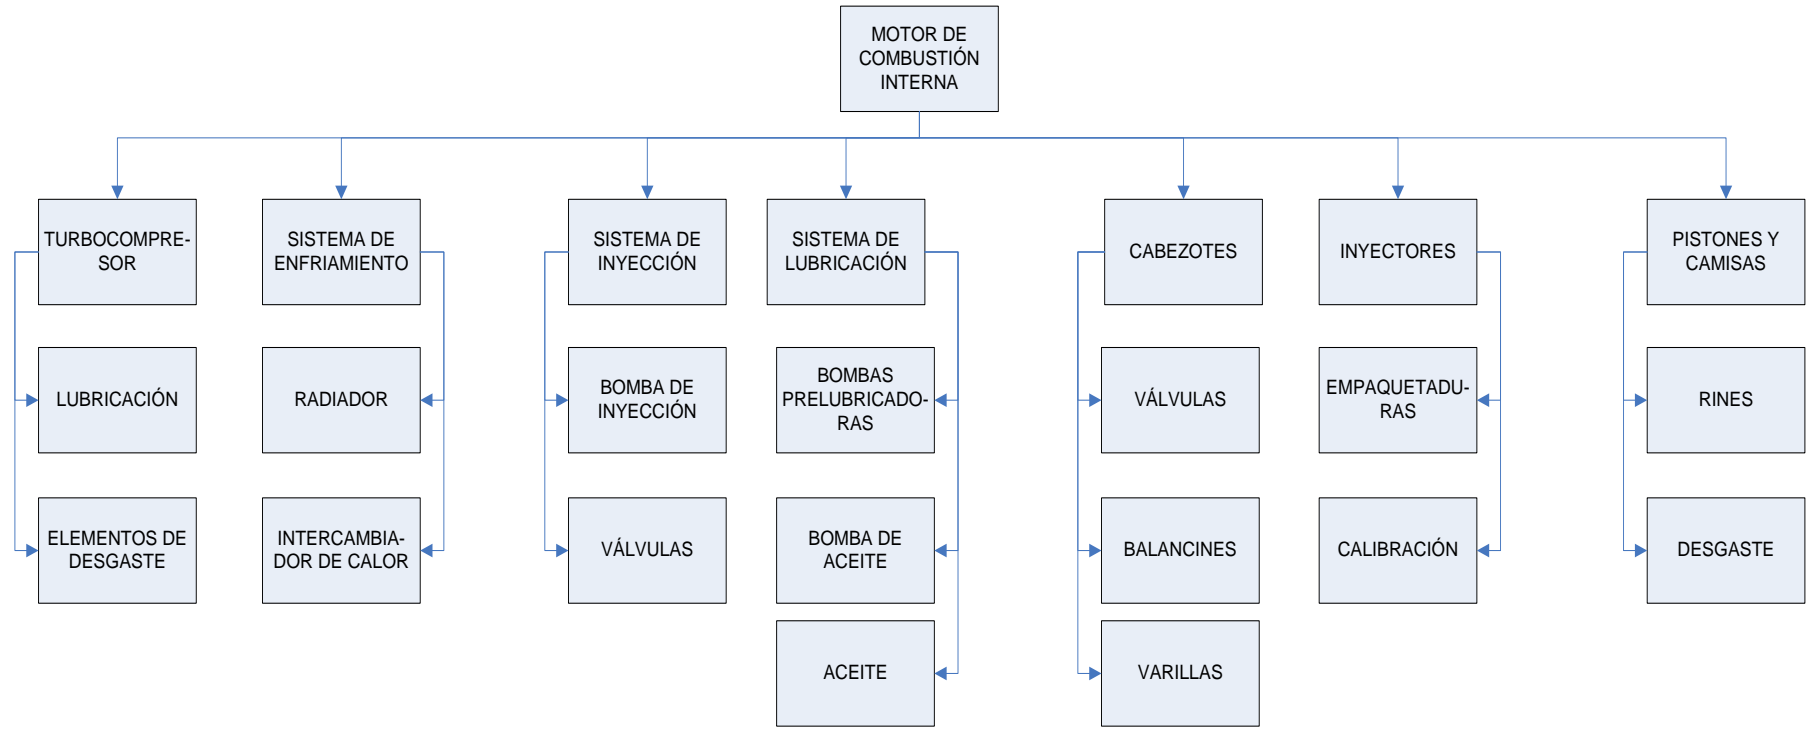 MOTOR DE
COMBUSTIÓN
INTERNA
TURBOCOMPRE-
SOR
SISTEMA DE
ENFRIAMIENTO
SISTEMA DE
INYECCIÓN
SISTEMA DE
LUBRICACIÓN
CABEZOTES
INYECTORES
PISTONES Y
CAMISAS
LUBRICACIÓN
RADIADOR
BOMBA DE
INYECCIÓN
BOMBAS
PRELUBRICADO-
RAS
VÁLVULAS
EMPAQUETADU-
RAS
RINES
ELEMENTOS DE
DESGASTE
INTERCAMBIA-
DOR DE CALOR
VÁLVULAS
BOMBA DE
ACEITE
BALANCINES
CALIBRACIÓN
DESGASTE
ACEITE
VARILLAS